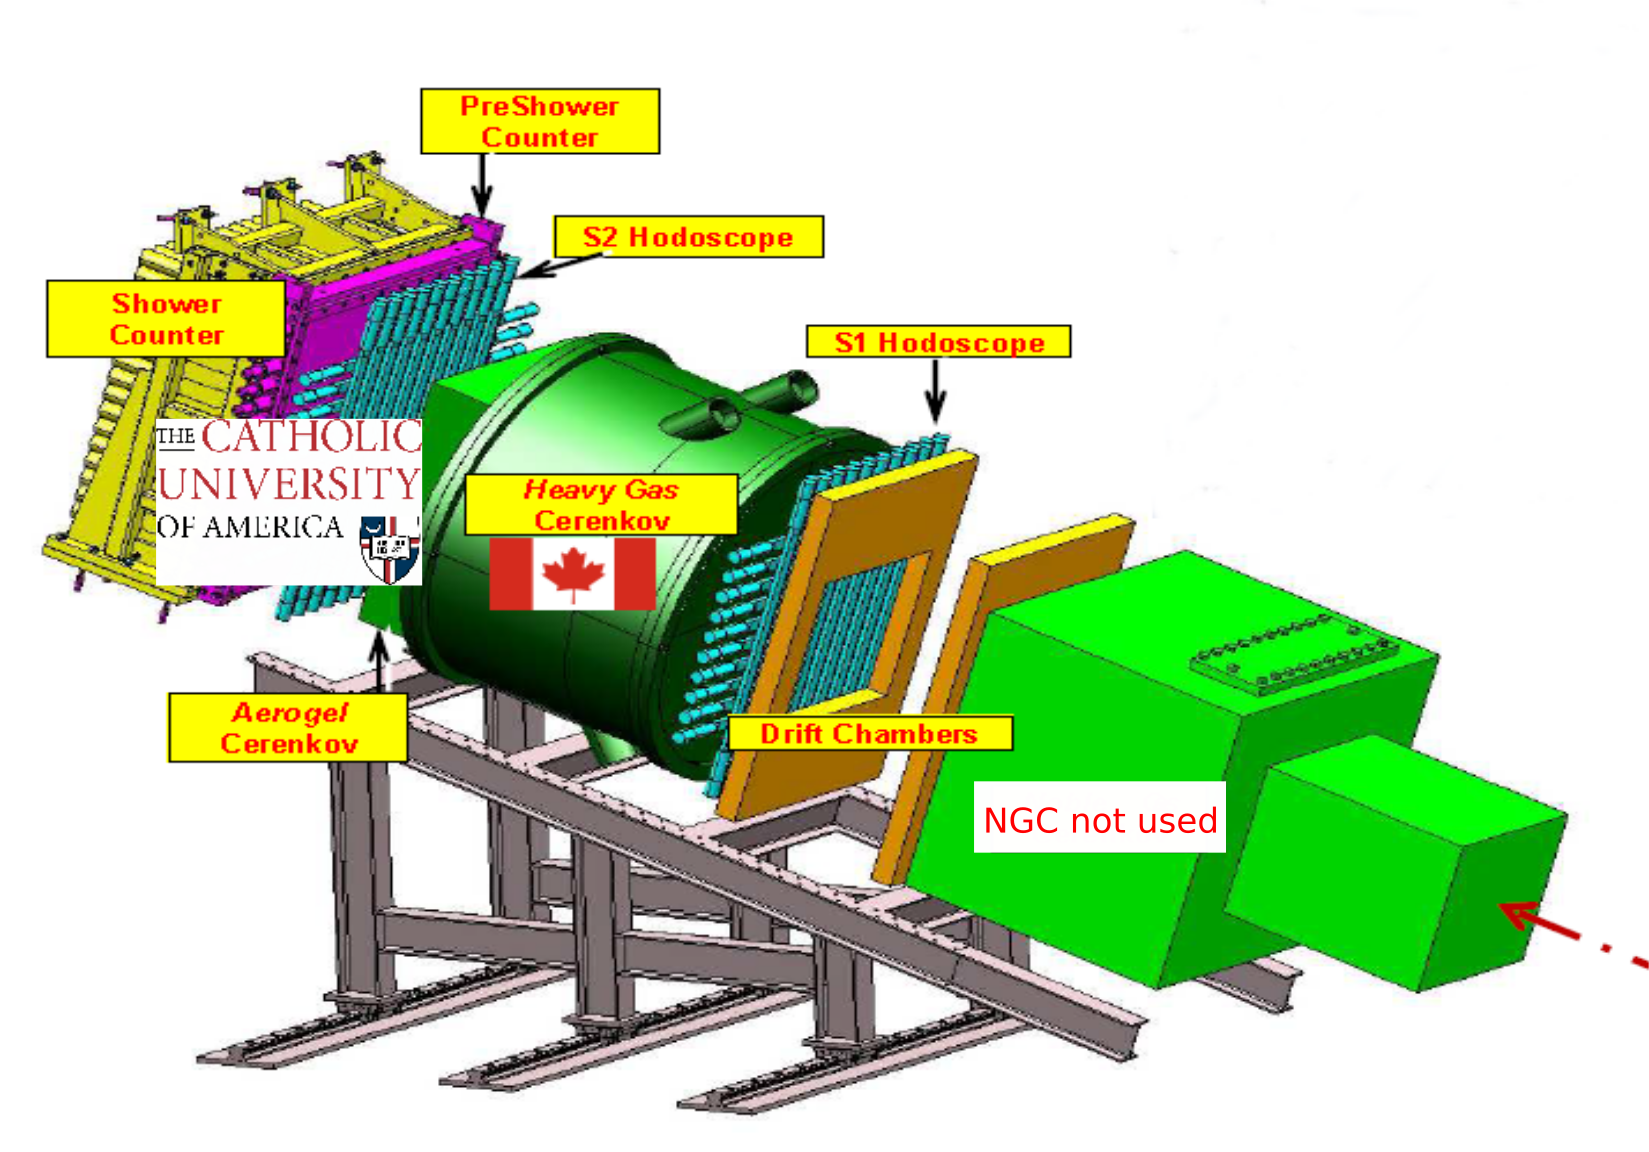 PreShower
Counter
S2 Hodoscope
Shower
Counter
S1 Hodoscope
THE CATHOLIC
UNIVERSITY
OF AMERICA
Heavy Gas
Cerenkov
Aerogel
Cerenkov
Drift Chambers
NGC not used